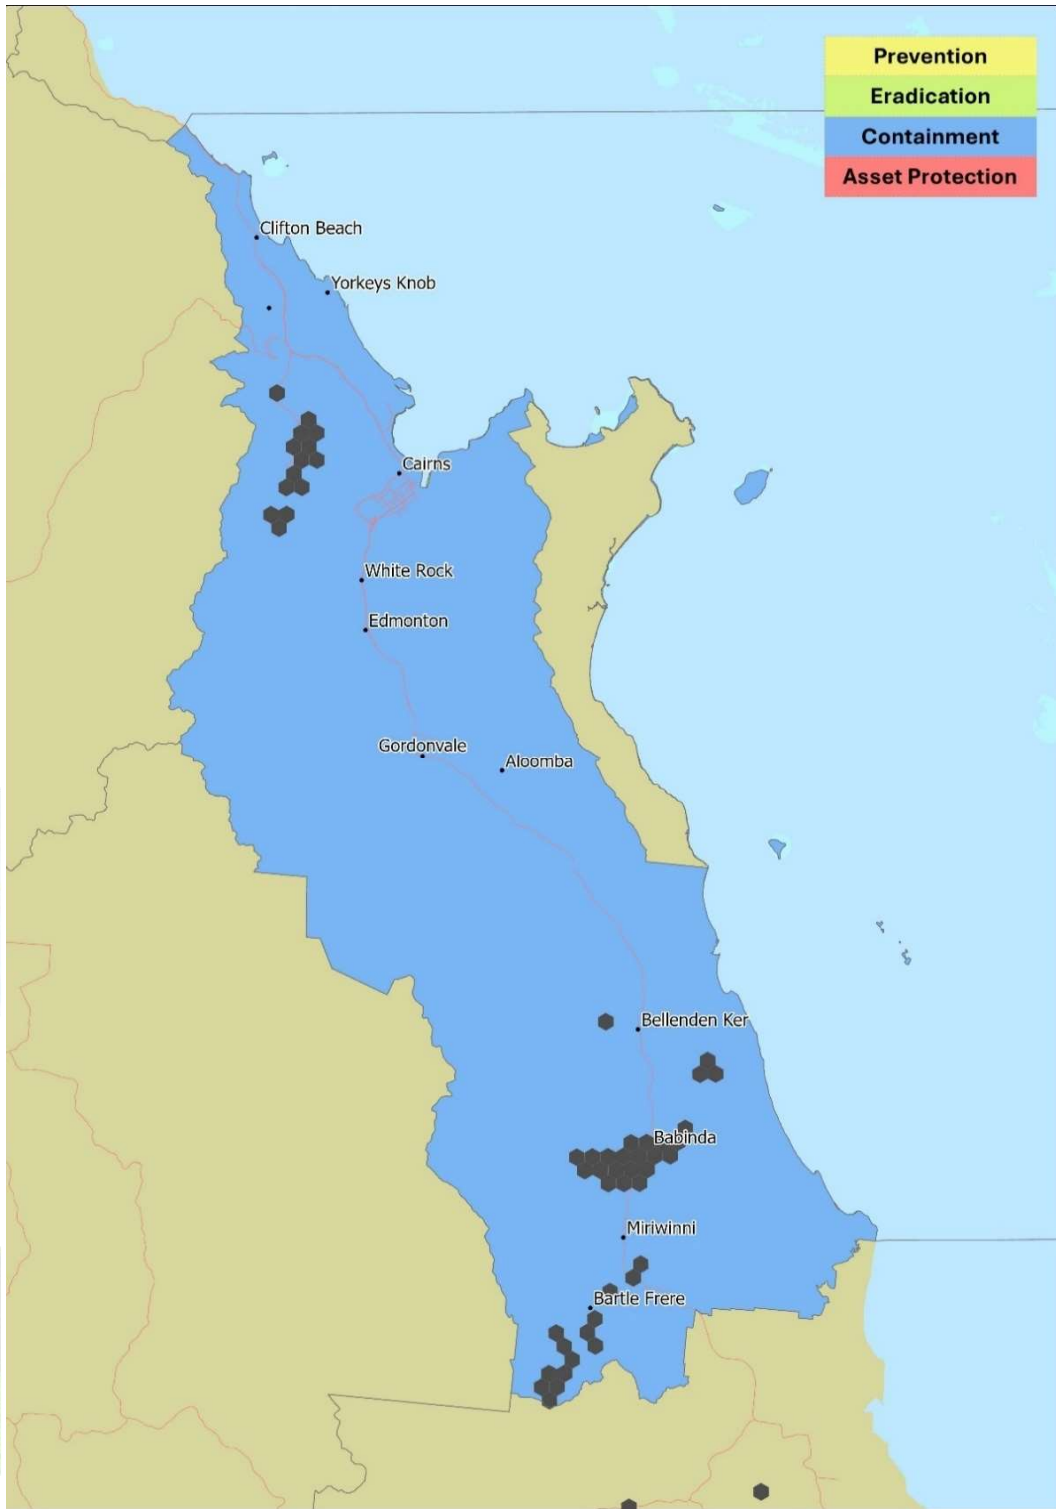 Prevention
Eradication
Containment
Asset Protection
Clifton Beach
Yorkeys Knob
Cairns
White Rock
Edmonton
Gordonvale
Aloomba
Bellenden Ker
Babinda
Miriwinni
Bartle Frere